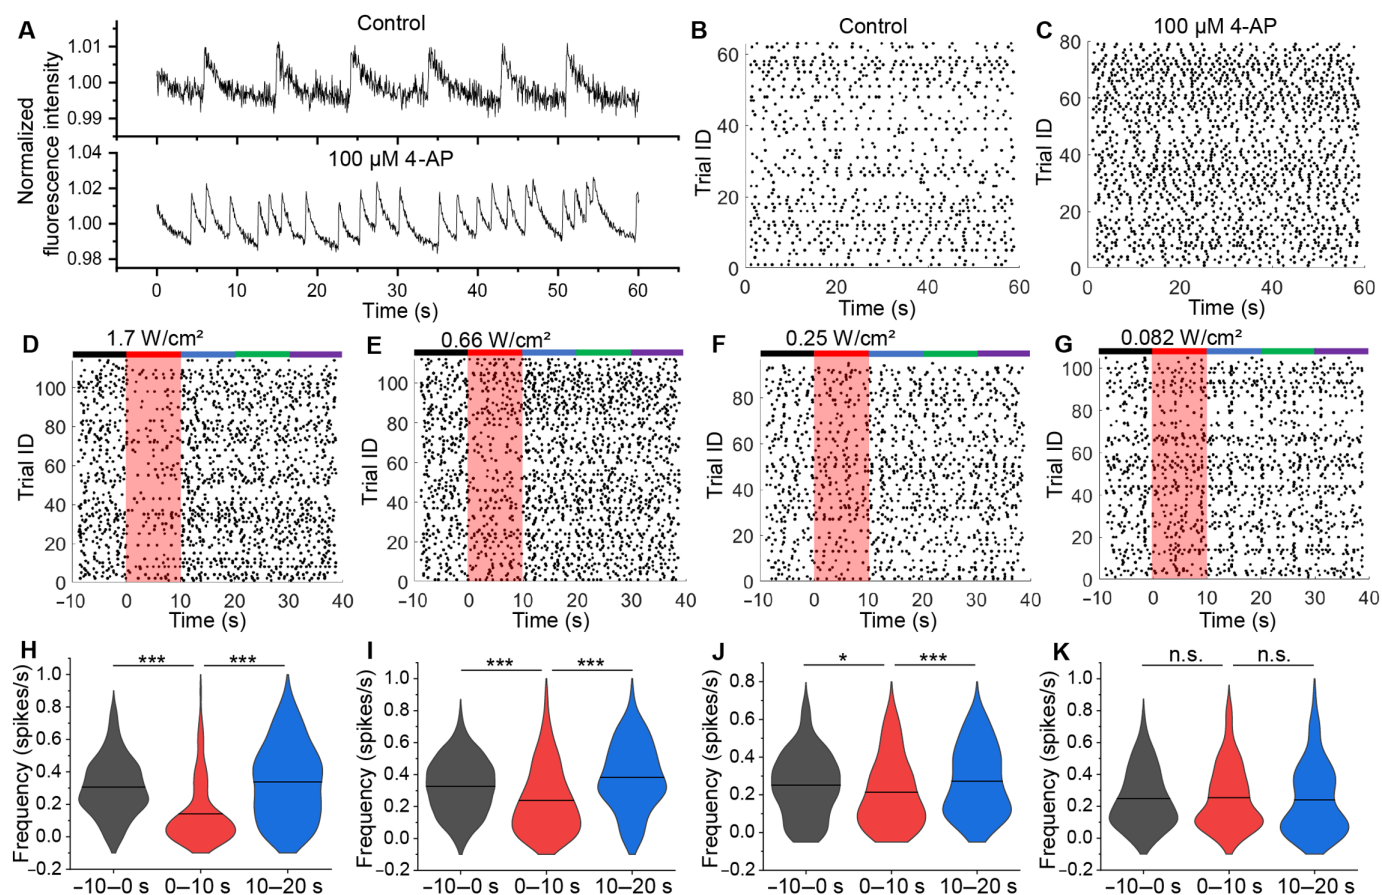 A
Control
Normalized
fluorescence intensity
1.01
1.00
0.99
100 µM 4-AP
1.04
1.02
1.00
0.98
0 10 20 30 40 50 60
Time (s)
B
Control
Trial ID
60
40
20
0
0 20 40 60
Time (s)
C
100 µM 4-AP
Trial ID
80
60
40
20
0
0 20 40 60
Time (s)
D
1.7 W/cm²
Trial ID
100
80
60
40
20
0
−10 0 10 20 30 40
Time (s)
E
0.66 W/cm²
Trial ID
100
80
60
40
20
0
−10 0 10 20 30 40
Time (s)
F
0.25 W/cm²
Trial ID
80
60
40
20
0
−10 0 10 20 30 40
Time (s)
G
0.082 W/cm²
Trial ID
100
80
60
40
20
0
−10 0 10 20 30 40
Time (s)
H
Frequency (spikes/s)
*** ***
1.0
0.8
0.6
0.4
0.2
0.0
−0.2
−10–0 s 0–10 s 10–20 s
I
Frequency (spikes/s)
*** ***
1.0
0.8
0.6
0.4
0.2
0.0
−0.2
−10–0 s 0–10 s 10–20 s
J
Frequency (spikes/s)
* ***
0.8
0.6
0.4
0.2
0.0
−0.2
−10–0 s 0–10 s 10–20 s
K
Frequency (spikes/s)
n.s. n.s.
1.0
0.8
0.6
0.4
0.2
0.0
−0.2
−10–0 s 0–10 s 10–20 s